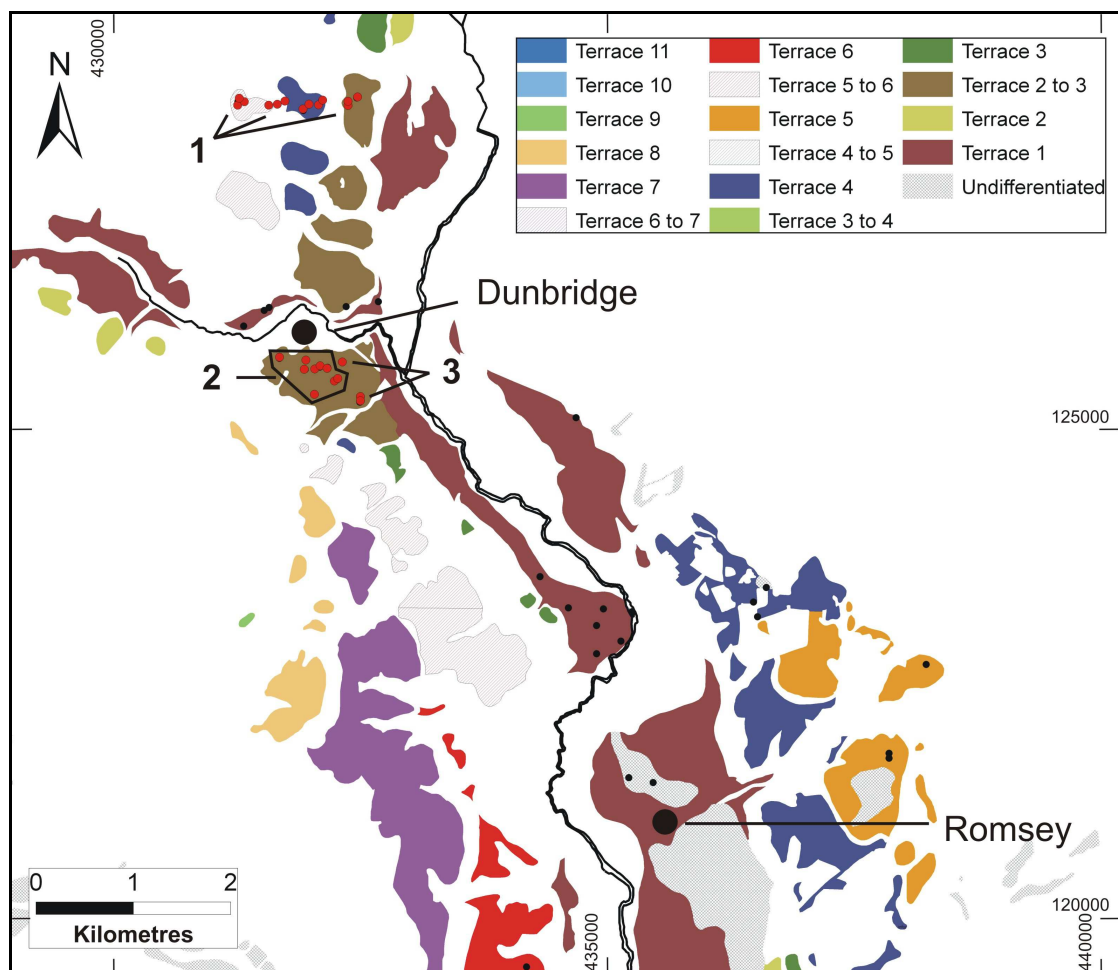 430000
N
Terrace 11
Terrace 10
Terrace 9
Terrace 8
Terrace 7
Terrace 6 to 7
Terrace 6
Terrace 5 to 6
Terrace 5
Terrace 4 to 5
Terrace 4
Terrace 3 to 4
Terrace 3
Terrace 2 to 3
Terrace 2
Terrace 1
Undifferentiated
1
Dunbridge
2
3
125000
Romsey
0 1 2
Kilometres
435000
120000
440000